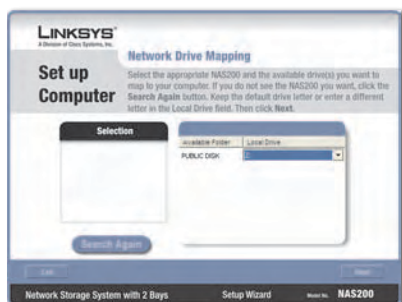 LINKSYS®
A Division of Cisco Systems, Inc.
Set up
Computer
Network Drive Mapping
Select the appropriate NAS200 and the available drive(s) you want to
map to your computer. If you do not see the NAS200 you want, click the
Search Again button. Keep the default drive letter or enter a different
letter in the Local Drive field. Then click Next.
Selection
Available Folder
Local Drive
PUBLIC DISK
Search Again
Exit
Next
Network Storage System with 2 Bays
Setup Wizard
Model No.
NAS200